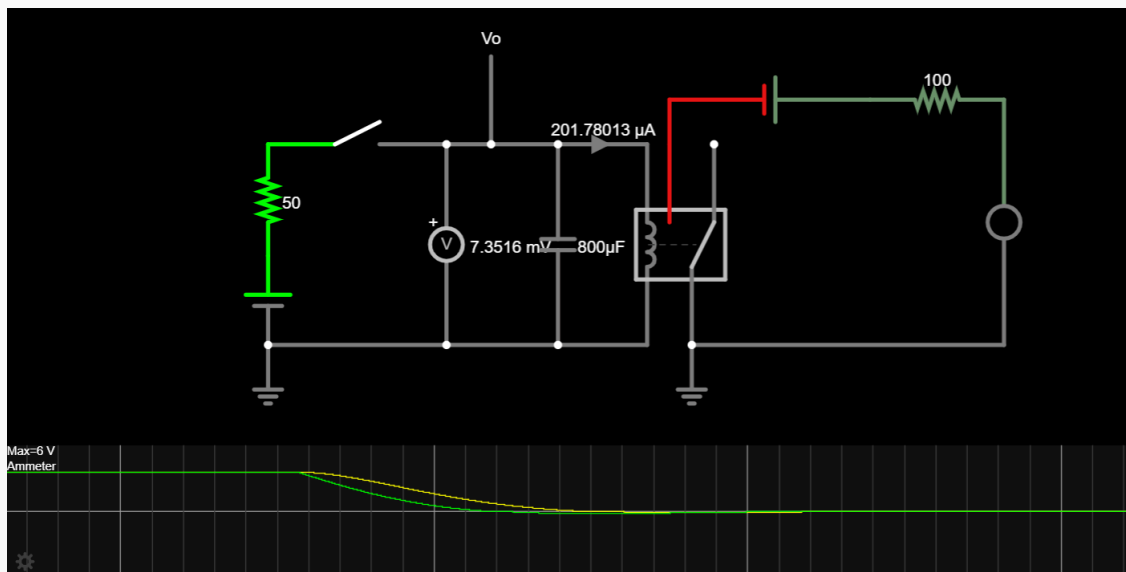 Vo
100
201.78013 μA
50
+
V
7.3516 mV
800μF
Max=6 V
Ammeter